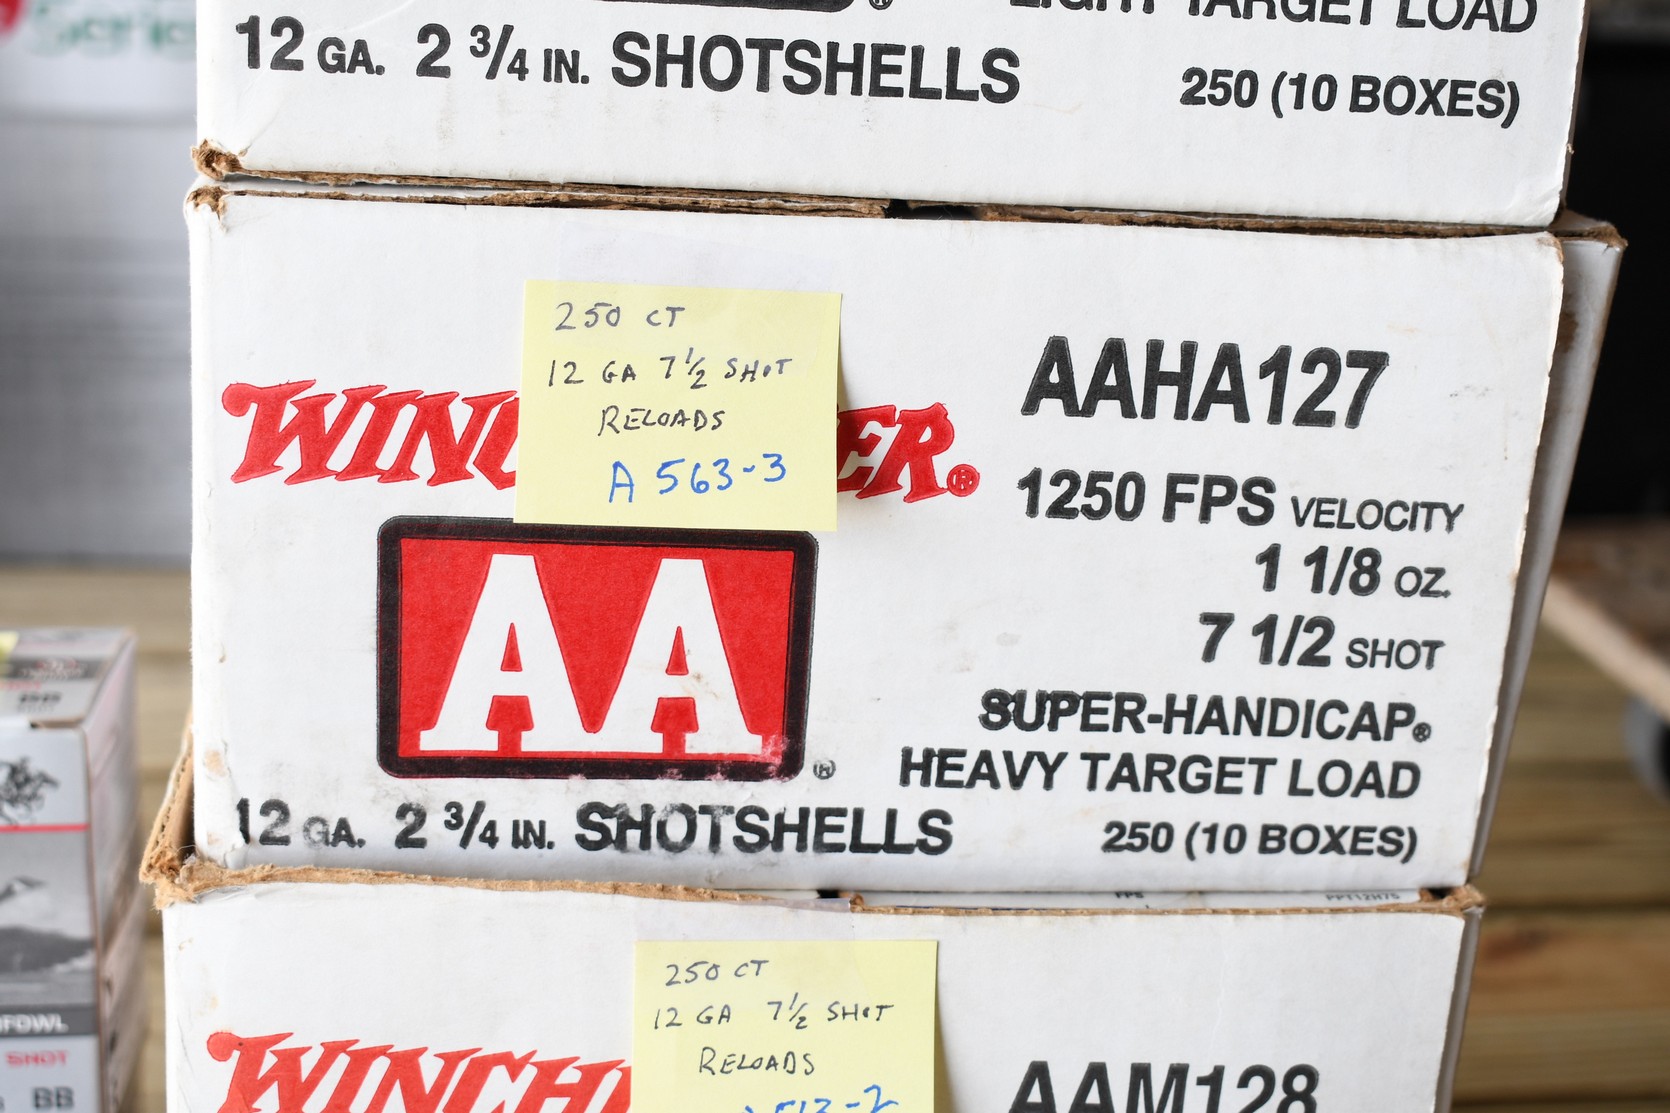 LIGHT TARGET LOAD
12 GA. 2 3/4 IN. SHOTSHELLS
250 (10 BOXES)
250 CT
12 GA 7 1/2 SHOT
RELOADS
A 563-3
AAHA127
1250 FPS VELOCITY
1 1/8 OZ.
7 1/2 SHOT
SUPER-HANDICAP®
HEAVY TARGET LOAD
250 (10 BOXES)
AA®
12 GA. 2 3/4 IN. SHOTSHELLS
FPS
250 CT
12 GA 7 1/2 SHOT
RELOADS
AAM128
SHOT
BB